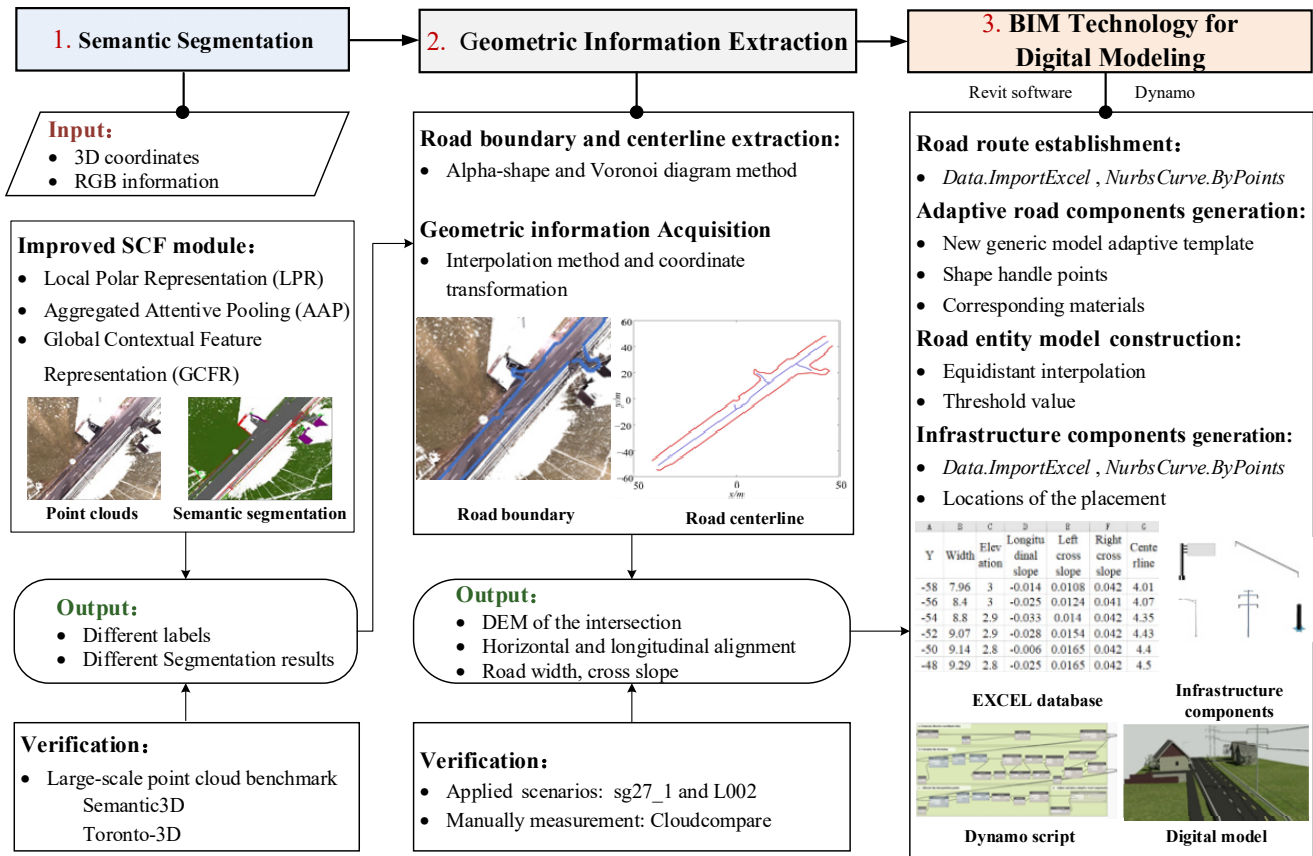 1. Semantic Segmentation
Input：
• 3D coordinates
• RGB information
Improved SCF module：
• Local Polar Representation (LPR)
• Aggregated Attentive Pooling (AAP)
• Global Contextual Feature
Representation (GCFR)
Point clouds
Semantic segmentation
Output：
• Different labels
• Different Segmentation results
Verification：
• Large-scale point cloud benchmark
Semantic3D
Toronto-3D
2. Geometric Information Extraction
Road boundary and centerline extraction:
• Alpha-shape and Voronoi diagram method
Geometric information Acquisition
• Interpolation method and coordinate
transformation
60
40
20
0
-20
-40
-60
y/m
50
0
50
x/m
Road boundary
Road centerline
Output：
• DEM of the intersection
• Horizontal and longitudinal alignment
• Road width, cross slope
Verification：
• Applied scenarios: sg27_1 and L002
• Manually measurement: Cloudcompare
3. BIM Technology for
Digital Modeling
Revit software
Dynamo
Road route establishment：
• Data.ImportExcel , NurbsCurve.ByPoints
Adaptive road components generation:
• New generic model adaptive template
• Shape handle points
• Corresponding materials
Road entity model construction:
• Equidistant interpolation
• Threshold value
Infrastructure components generation:
• Data.ImportExcel , NurbsCurve.ByPoints
• Locations of the placement
A B C D E F G
Y Width Elev ation Longitu dinal slope Left cross slope Right cross slope Cente rline
-58 7.96 3 -0.014 0.0108 0.042 4.01
-56 8.4 3 -0.025 0.0124 0.041 4.07
-54 8.8 2.9 -0.033 0.014 0.042 4.35
-52 9.07 2.9 -0.028 0.0154 0.042 4.43
-50 9.14 2.8 -0.006 0.0165 0.042 4.4
-48 9.29 2.8 -0.025 0.0165 0.042 4.5
EXCEL database
Infrastructure
components
Dynamo script
Digital model